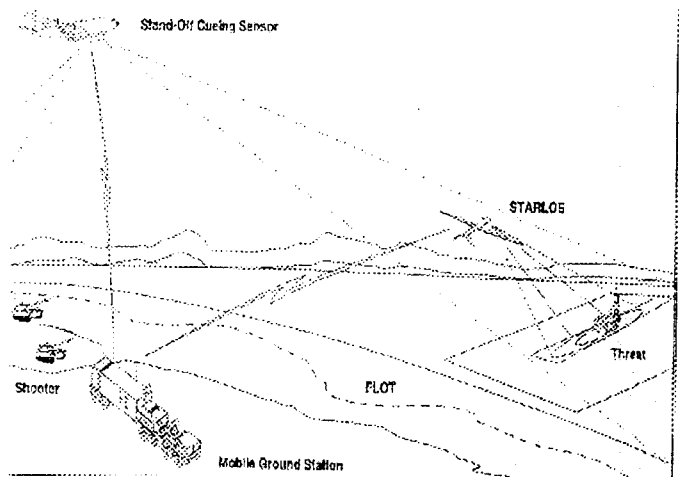 Stand-Off Cueing Sensor
STARLOS
Threat
Shooter
FLOT
Mobile Ground Station